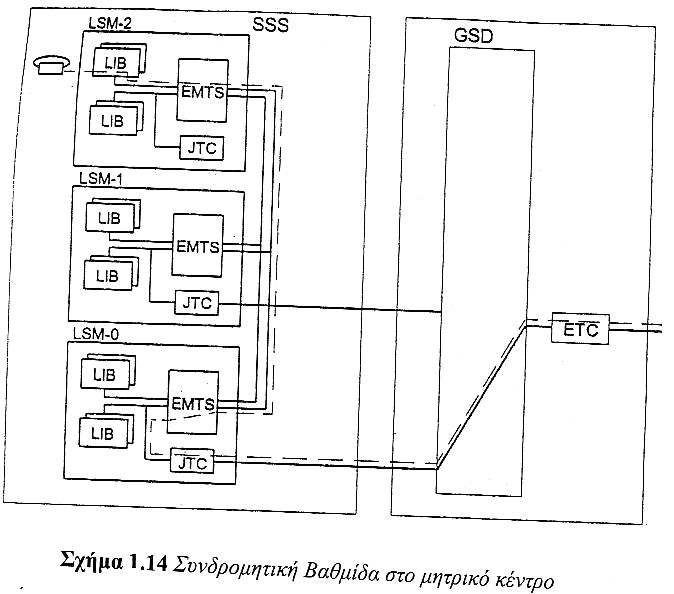 SSS
GSD
LSM-2
LIB
EMTS
LIB
JTC
LSM-1
LIB
EMTS
LIB
JTC
LSM-0
LIB
EMTS
LIB
JTC
ETC
Σχήμα 1.14 Συνδρομητική Βαθμίδα στο μητρικό κέντρο